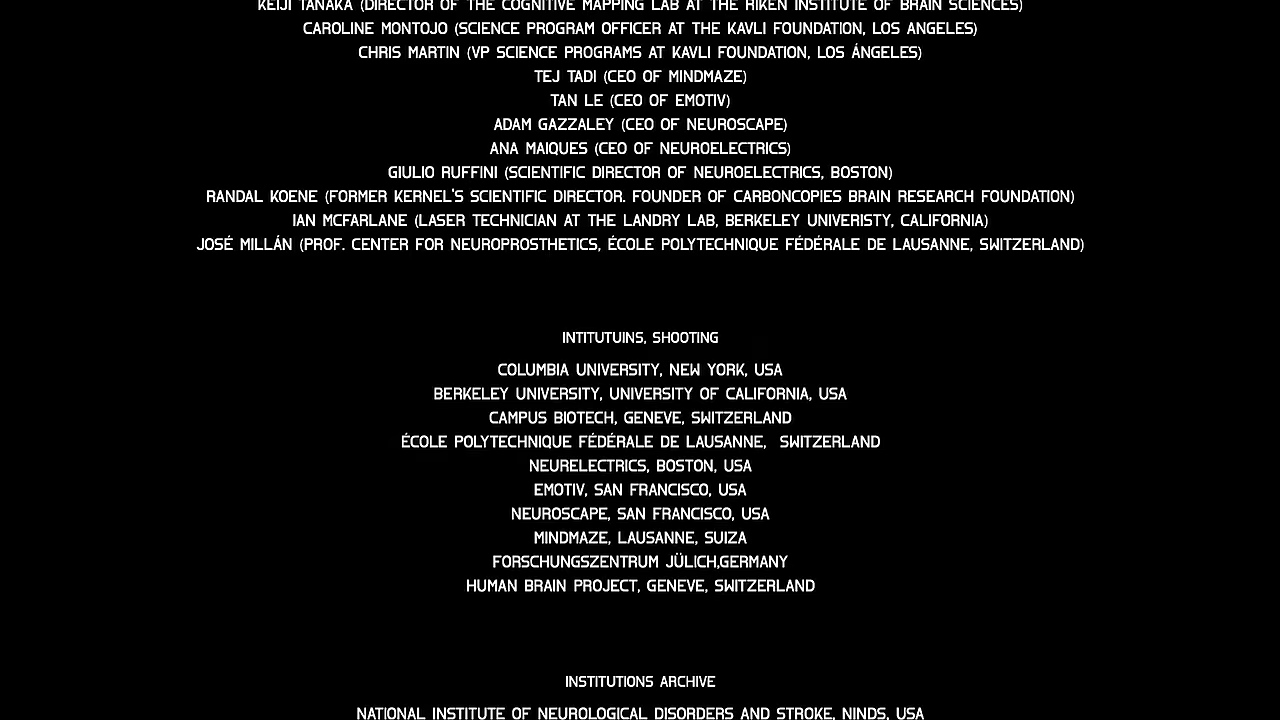 KEIJI TANAKA (DIRECTOR OF THE COGNITIVE MAPPING LAB AT THE RIKEN INSTITUTE OF BRAIN SCIENCES)
CAROLINE MONTOJO (SCIENCE PROGRAM OFFICER AT THE KAVLI FOUNDATION, LOS ANGELES)
CHRIS MARTIN (VP SCIENCE PROGRAMS AT KAVLI FOUNDATION, LOS ÁNGELES)
TEJ TADI (CEO OF MINDMAZE)
TAN LE (CEO OF EMOTIV)
ADAM GAZZALEY (CEO OF NEUROSCAPE)
ANA MAIQUES (CEO OF NEUROELECTRICS)
GIULIO RUFFINI (SCIENTIFIC DIRECTOR OF NEUROELECTRICS, BOSTON)
RANDAL KOENE (FORMER KERNEL'S SCIENTIFIC DIRECTOR. FOUNDER OF CARBONCOPIES BRAIN RESEARCH FOUNDATION)
IAN MCFARLANE (LASER TECHNICIAN AT THE LANDRY LAB, BERKELEY UNIVERISTY, CALIFORNIA)
JOSÉ MILLÁN (PROF. CENTER FOR NEUROPROSTHETICS, ÉCOLE POLYTECHNIQUE FÉDÉRALE DE LAUSANNE, SWITZERLAND)
INTITUTUINS, SHOOTING
COLUMBIA UNIVERSITY, NEW YORK, USA
BERKELEY UNIVERSITY, UNIVERSITY OF CALIFORNIA, USA
CAMPUS BIOTECH, GENEVE, SWITZERLAND
ÉCOLE POLYTECHNIQUE FÉDÉRALE DE LAUSANNE, SWITZERLAND
NEURELECTRICS, BOSTON, USA
EMOTIV, SAN FRANCISCO, USA
NEUROSCAPE, SAN FRANCISCO, USA
MINDMAZE, LAUSANNE, SUIZA
FORSCHUNGSZENTRUM JÜLICH,GERMANY
HUMAN BRAIN PROJECT, GENEVE, SWITZERLAND
INSTITUTIONS ARCHIVE
NATIONAL INSTITUTE OF NEUROLOGICAL DISORDERS AND STROKE, NINDS, USA